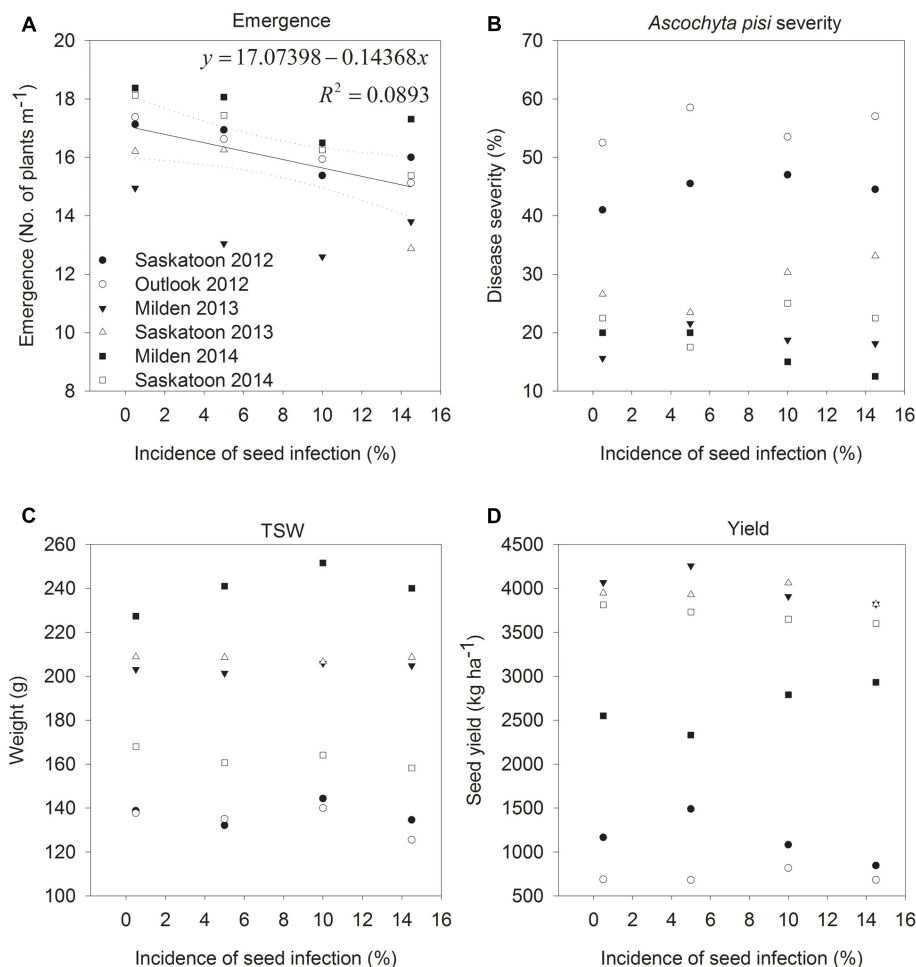 A
Emergence
y = 17.07398 − 0.14368x
R² = 0.0893
20
18
16
14
12
10
8
Emergence (No. of plants m⁻¹)
Saskatoon 2012
Outlook 2012
Milden 2013
Saskatoon 2013
Milden 2014
Saskatoon 2014
0 2 4 6 8 10 12 14 16
Incidence of seed infection (%)
B
Ascochyta pisi severity
70
60
50
40
30
20
10
Disease severity (%)
0 2 4 6 8 10 12 14 16
Incidence of seed infection (%)
C
TSW
260
240
220
200
180
160
140
120
100
Weight (g)
0 2 4 6 8 10 12 14 16
Incidence of seed infection (%)
D
Yield
4500
4000
3500
3000
2500
2000
1500
1000
500
Seed yield (kg ha⁻¹)
0 2 4 6 8 10 12 14 16
Incidence of seed infection (%)